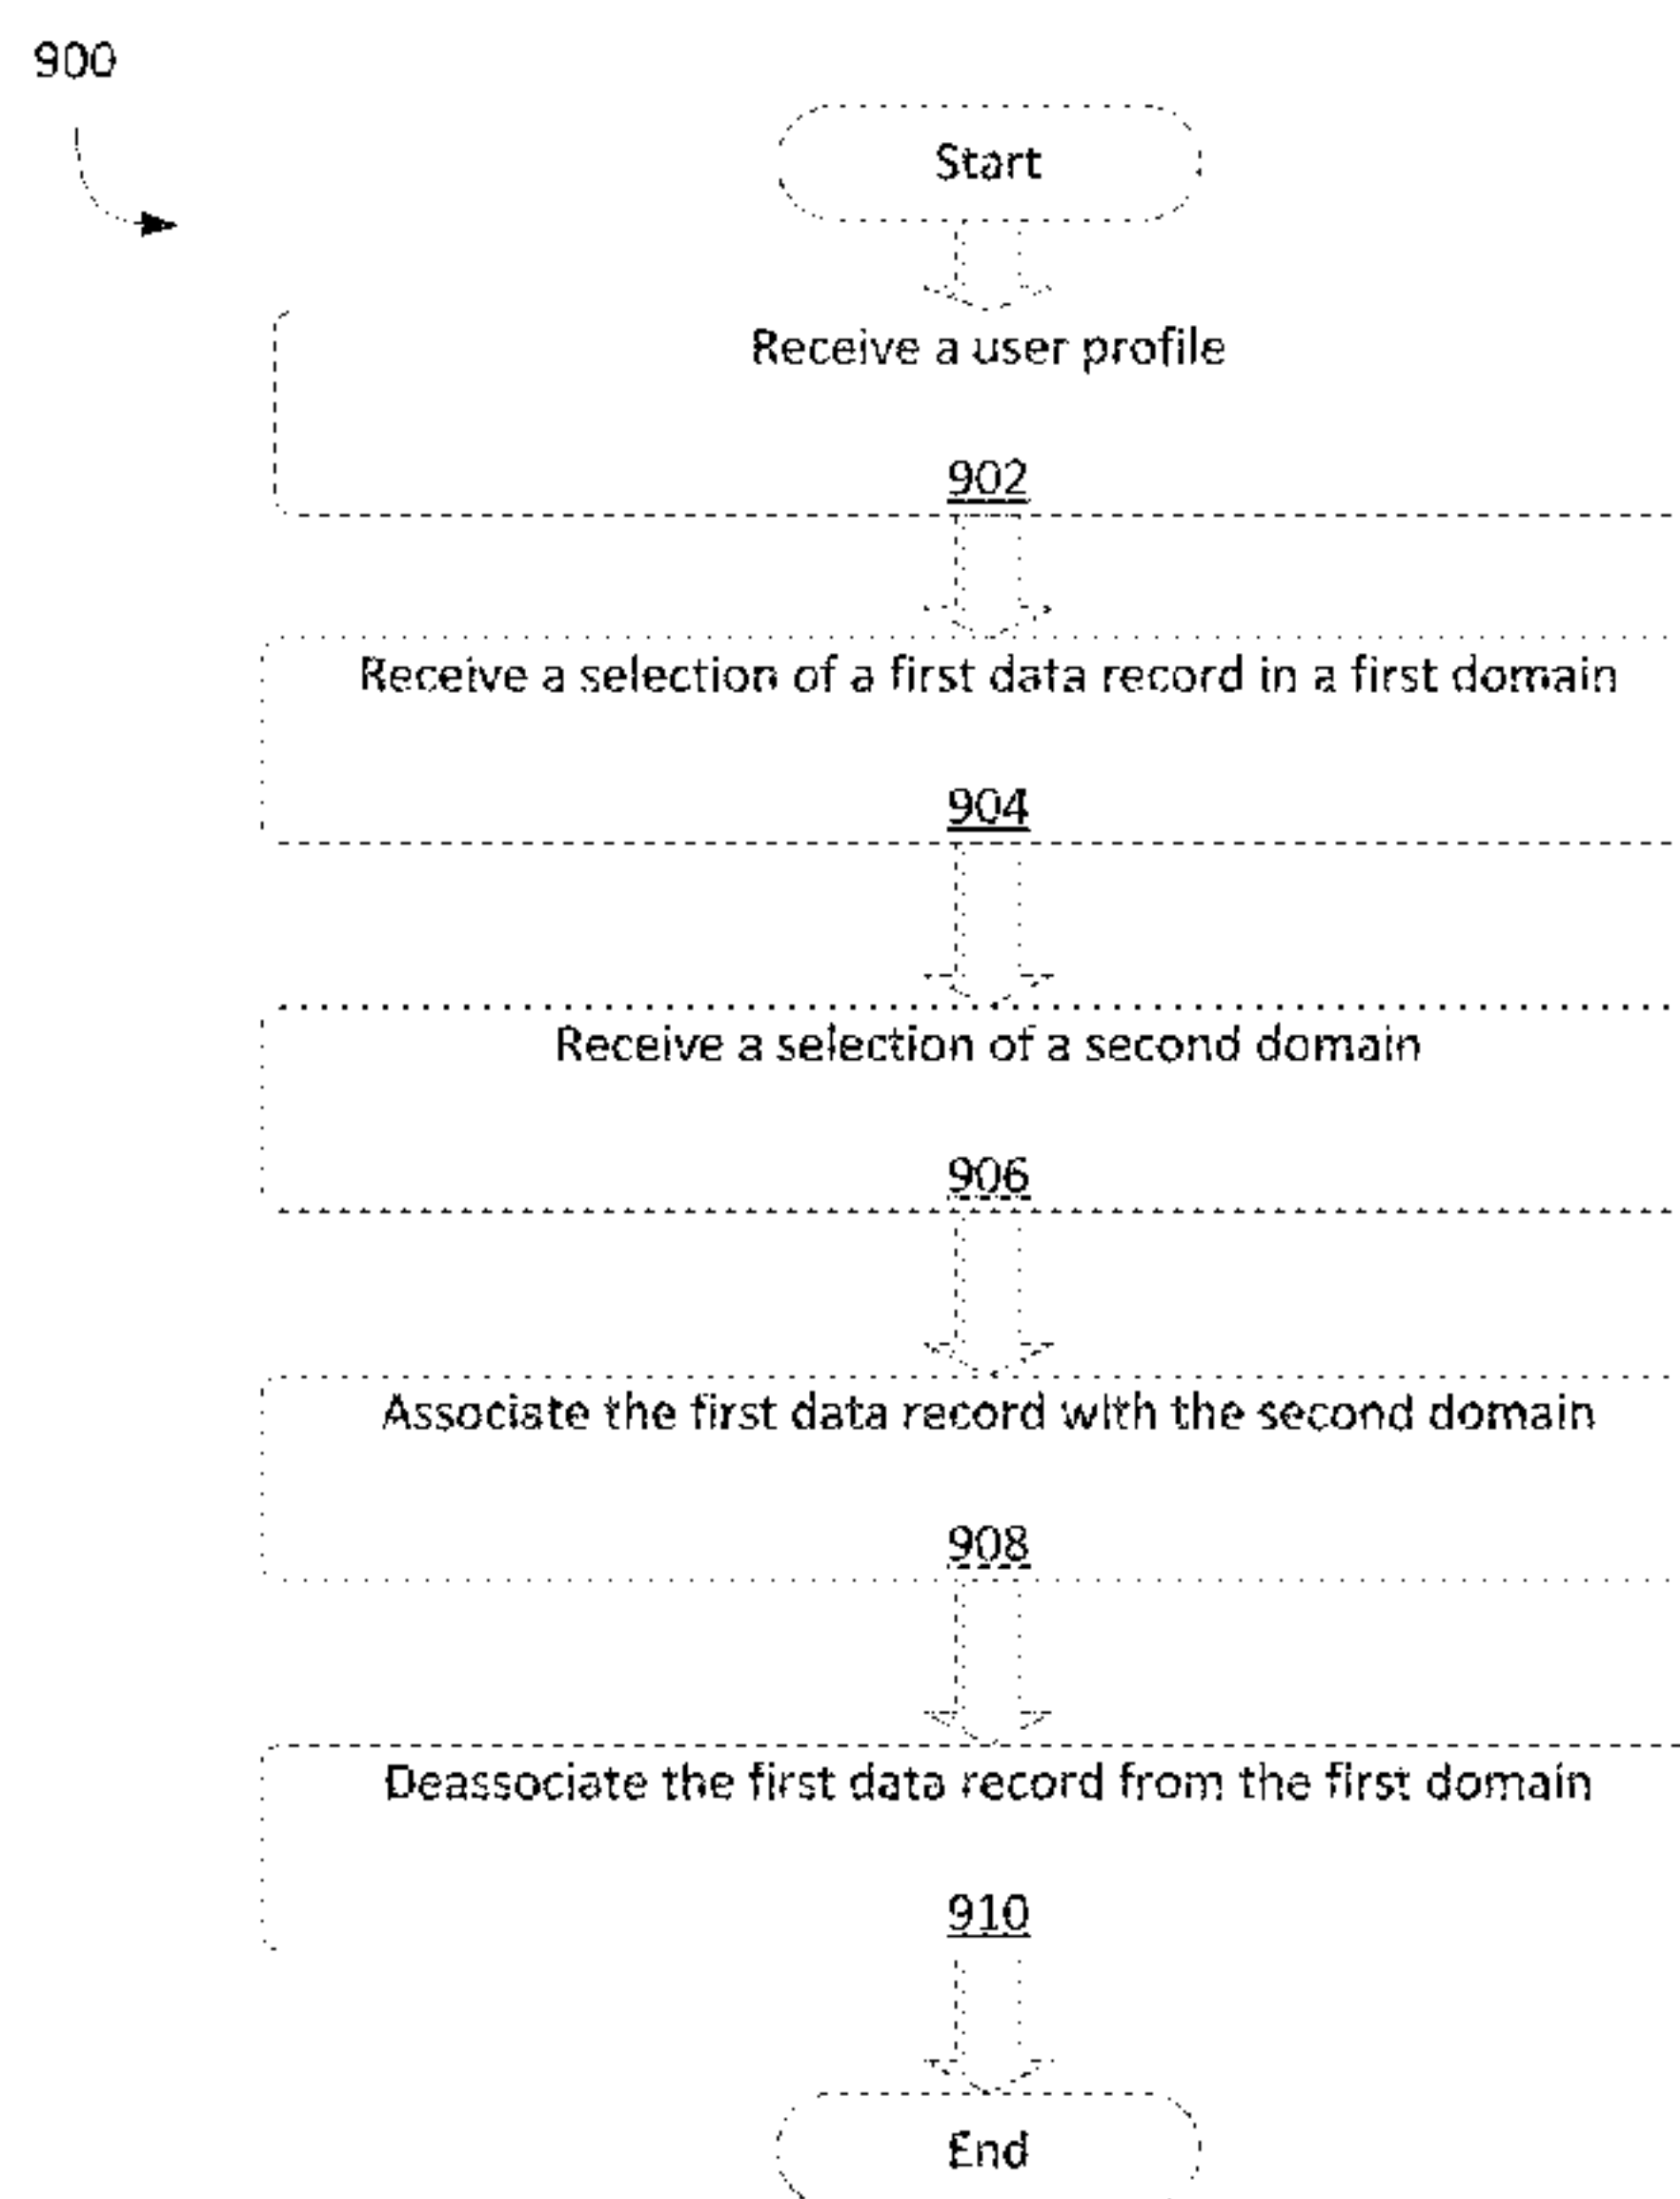 900
Start
Receive a user profile
902
Receive a selection of a first data record in a first domain
904
Receive a selection of a second domain
906
Associate the first data record with the second domain
908
Deassociate the first data record from the first domain
910
End